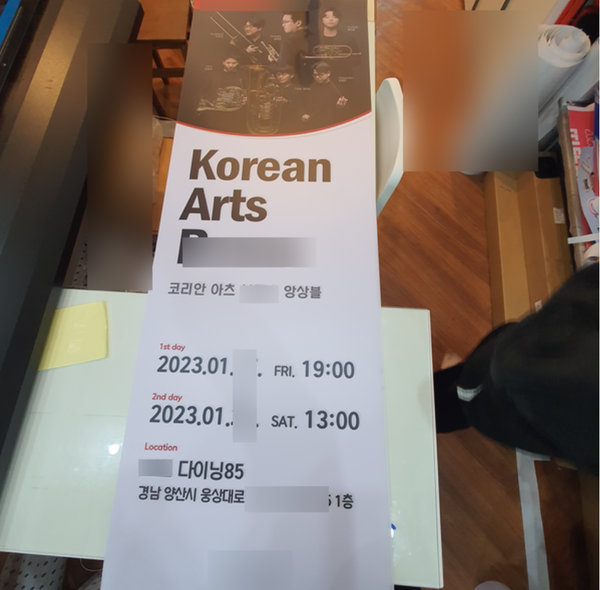 Korean
Arts
코리안 아츠 앙상블
1st day
2023.01. FRI. 19:00
2nd day
2023.01. SAT. 13:00
Location
다이닝85
경남 양산시 웅상대로 1층